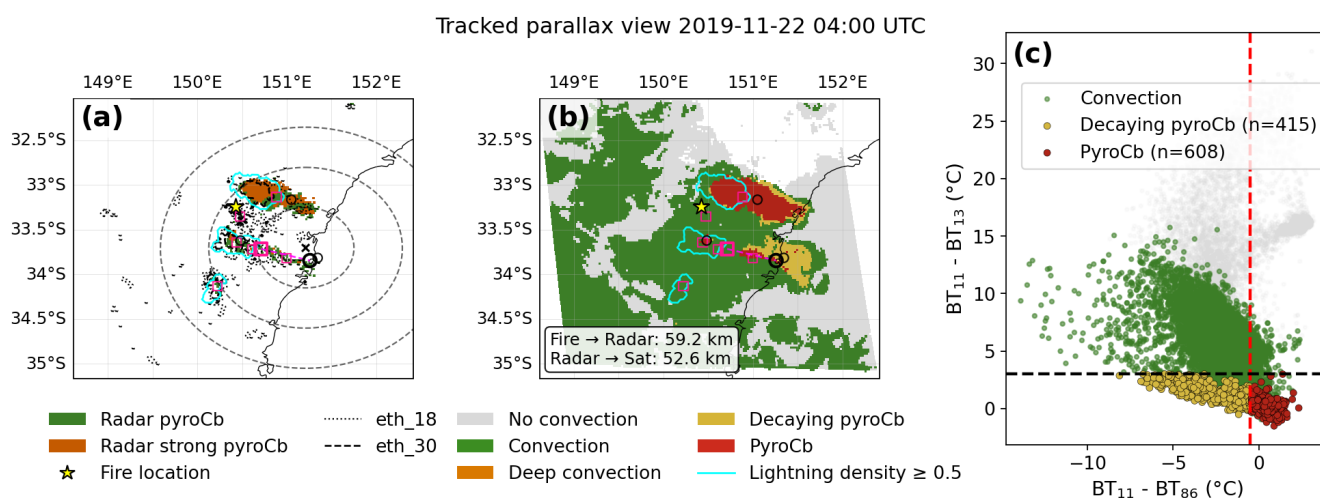 Tracked parallax view 2019-11-22 04:00 UTC
149°E 150°E 151°E 152°E
(a)
32.5°S
33°S
33.5°S
34°S
34.5°S
35°S
149°E 150°E 151°E 152°E
(b)
32.5°S
33°S
33.5°S
34°S
34.5°S
35°S
Fire → Radar: 59.2 km
Radar → Sat: 52.6 km
(c)
Convection
Decaying pyroCb (n=415)
PyroCb (n=608)
BT11 - BT13 (°C)
30
25
20
15
10
5
0
−10 −5 0
BT11 - BT86 (°C)
Radar pyroCb
Radar strong pyroCb
Fire location
eth_18
eth_30
No convection
Convection
Deep convection
Decaying pyroCb
PyroCb
Lightning density ≥ 0.5